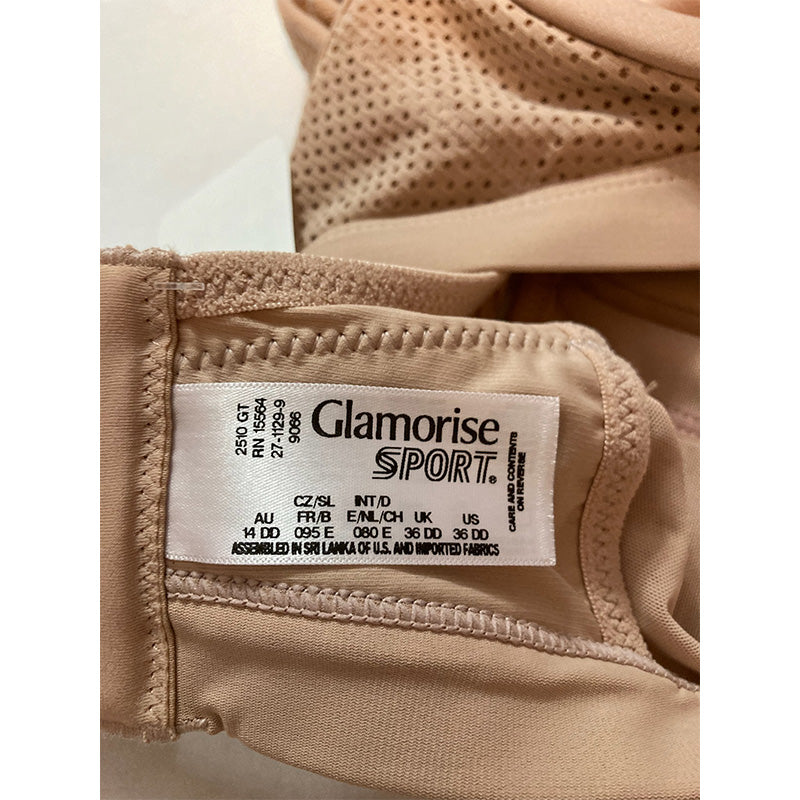 2510 GT
RN 15564
27-1129-9
9066
Glamorise
SPORT®
CARE AND CONTENTS
ON REVERSE
CZ/SL INT/D
AU FR/B E/NL/CH UK US
14 DD 095 E 080 E 36 DD 36 DD
ASSEMBLED IN SRI LANKA OF U.S. AND IMPORTED FABRICS